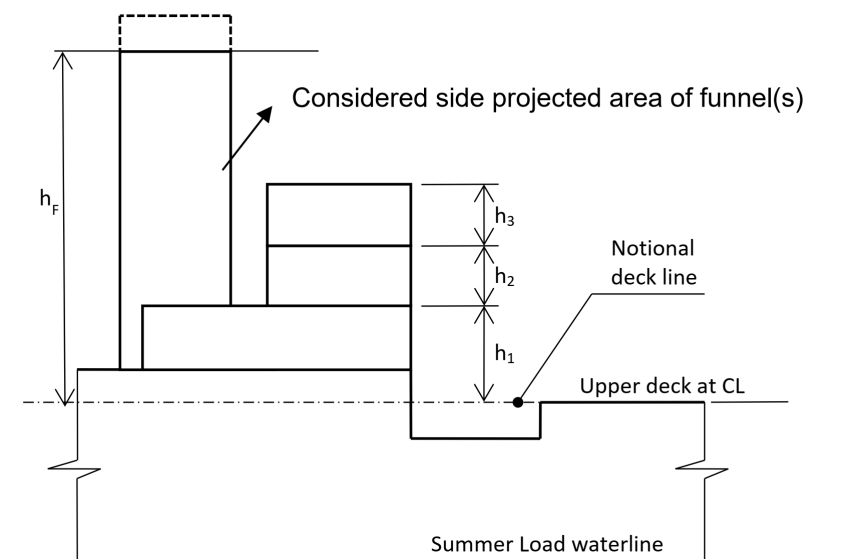 Considered side projected area of funnel(s)
hF
h3
Notional
deck line
h2
h1
Upper deck at CL
Summer Load waterline